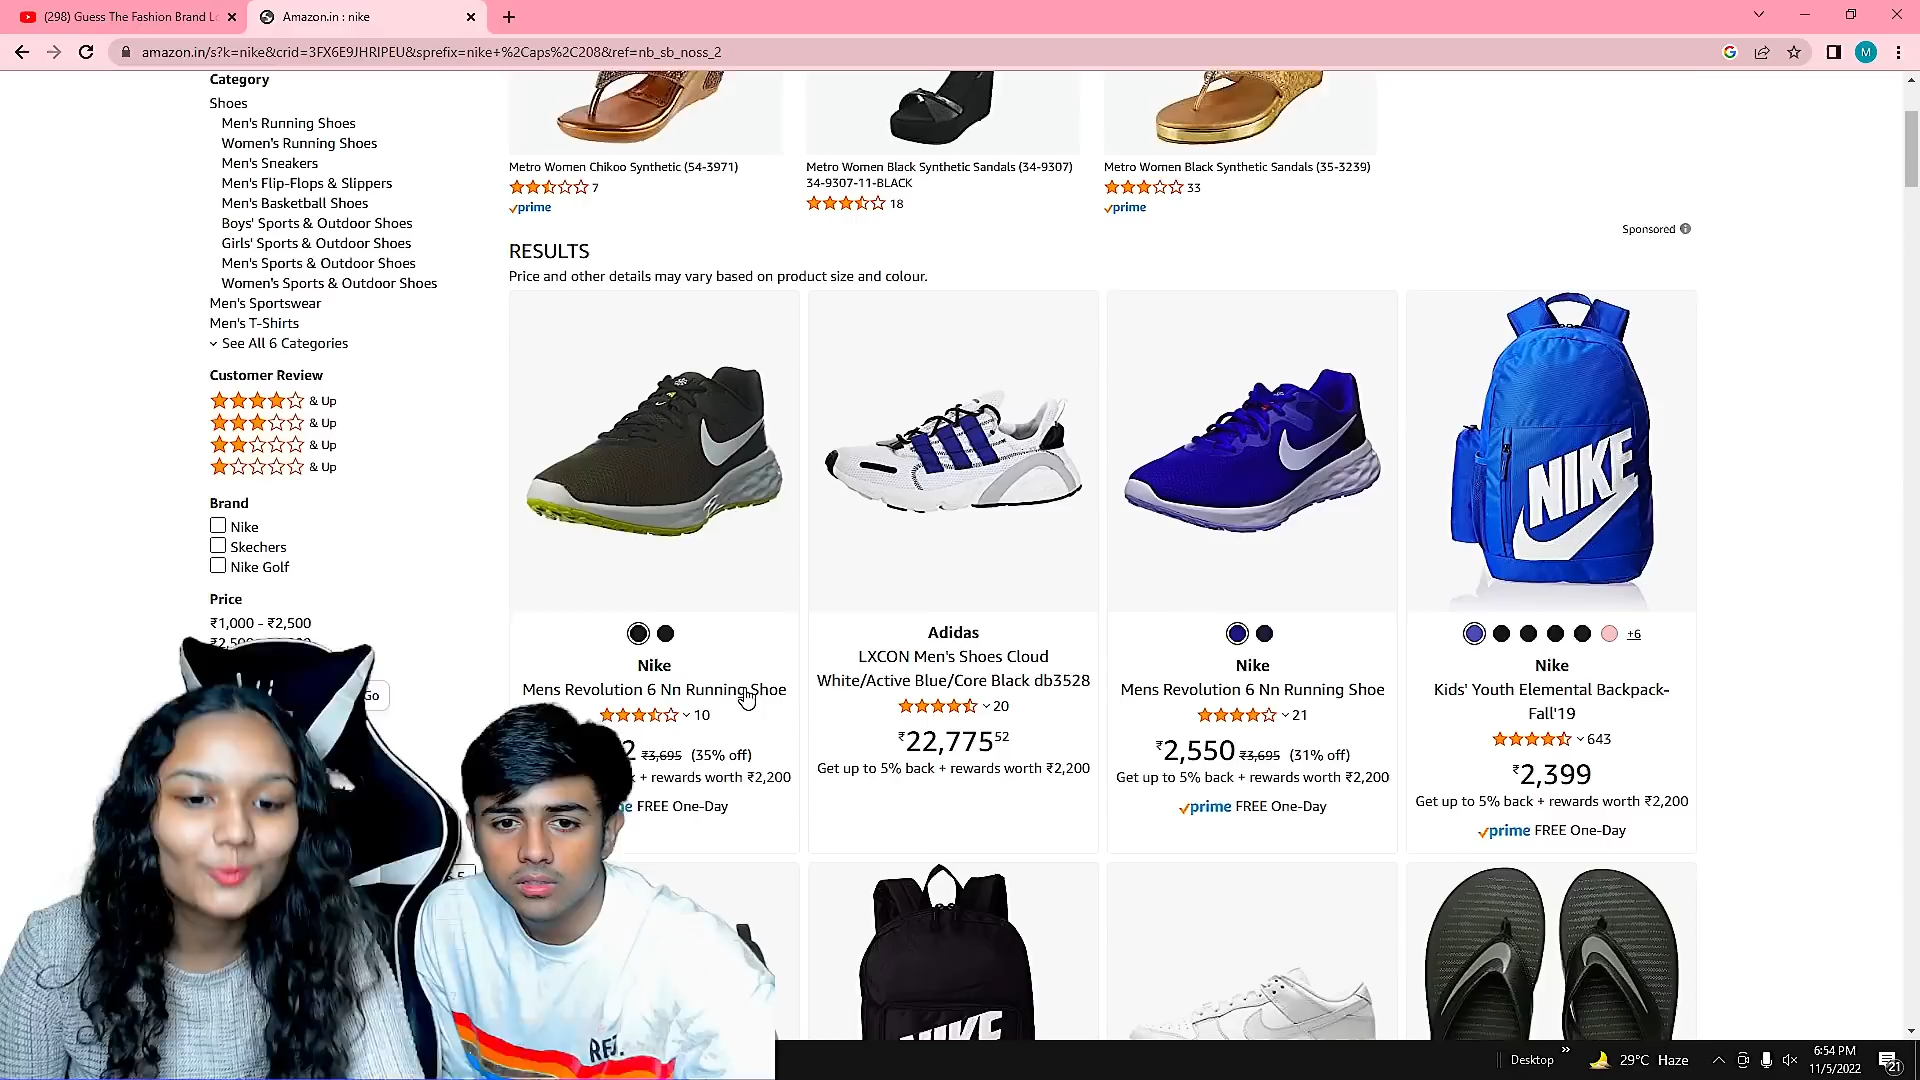 (298) Guess The Fashion Brand Lo
Amazon.in : nike
amazon.in/s?k=nike&crid=3FX6E9JHRIPEU&sprefix=nike+%2Caps%2C208&ref=nb_sb_noss_2
M
Category
Shoes
Men's Running Shoes
Women's Running Shoes
Men's Sneakers
Men's Flip-Flops & Slippers
Men's Basketball Shoes
Boys' Sports & Outdoor Shoes
Girls' Sports & Outdoor Shoes
Men's Sports & Outdoor Shoes
Women's Sports & Outdoor Shoes
Men's Sportswear
Men's T-Shirts
See All 6 Categories
Customer Review
& Up
& Up
& Up
& Up
Brand
Nike
Skechers
Nike Golf
Price
₹1,000 - ₹2,500
Go
Metro Women Chikoo Synthetic (54-3971)
7
prime
Metro Women Black Synthetic Sandals (34-9307)
34-9307-11-BLACK
18
Metro Women Black Synthetic Sandals (35-3239)
33
prime
Sponsored
RESULTS
Price and other details may vary based on product size and colour.
Nike
Mens Revolution 6 Nn Running Shoe
10
2 ₹3,695 (35% off)
k + rewards worth ₹2,200
ne FREE One-Day
Adidas
LXCON Men's Shoes Cloud
White/Active Blue/Core Black db3528
20
₹22,775 52
Get up to 5% back + rewards worth ₹2,200
Nike
Mens Revolution 6 Nn Running Shoe
21
₹2,550 ₹3,695 (31% off)
Get up to 5% back + rewards worth ₹2,200
prime FREE One-Day
NIKE
+6
Nike
Kids' Youth Elemental Backpack-
Fall'19
643
₹2,399
Get up to 5% back + rewards worth ₹2,200
prime FREE One-Day
NIKE
Desktop
29°C Haze
6:54 PM
11/5/2022
21